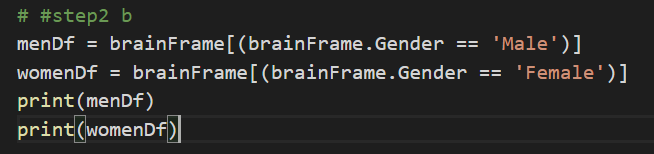 # #step2 b
menDf = brainFrame[(brainFrame.Gender == 'Male')]
womenDf = brainFrame[(brainFrame.Gender == 'Female')]
print(menDf)
print(womenDf)